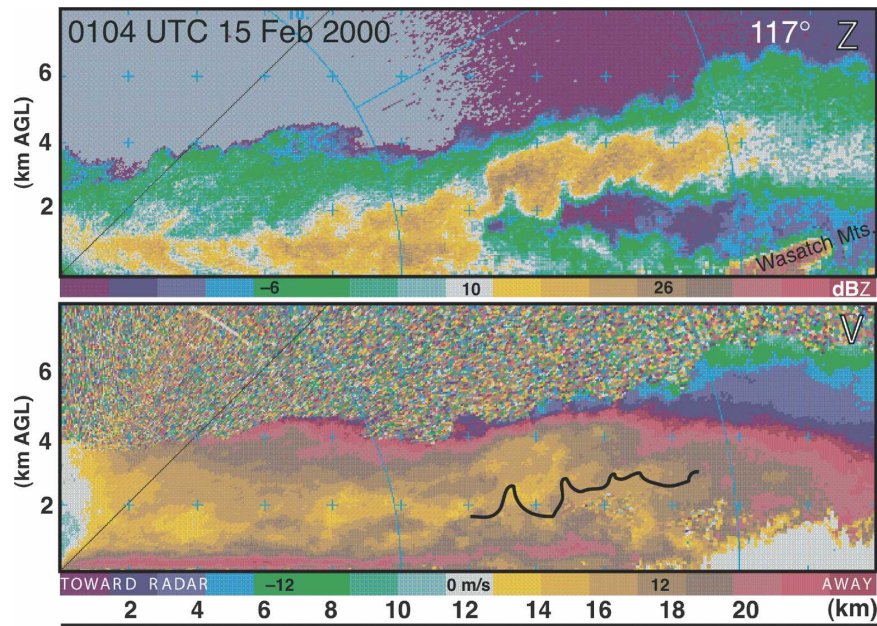 0104 UTC 15 Feb 2000
10.
117° Z
(km AGL)
6
4
2
Wasatch Mts.
–6 10 26 dBZ
V
(km AGL)
6
4
2
TOWARD RADAR –12 0 m/s 12 AWAY
2 4 6 8 10 12 14 16 18 20 (km)